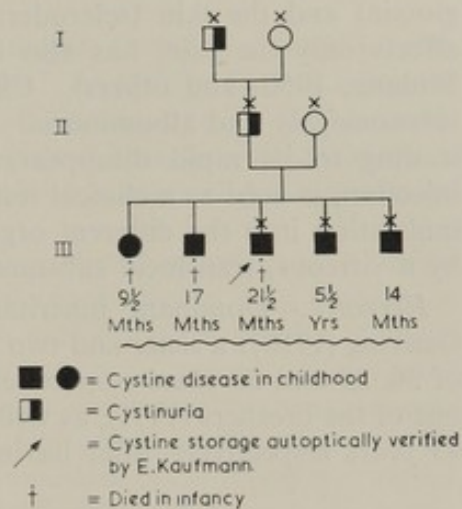 I
II
III
9½ 17 21½ 5½ 14
Mths Mths Mths Yrs Mths
= Cystine disease in childhood
= Cystinuria
= Cystine storage autoptically verified
by E. Kaufmann.
† = Died in infancy